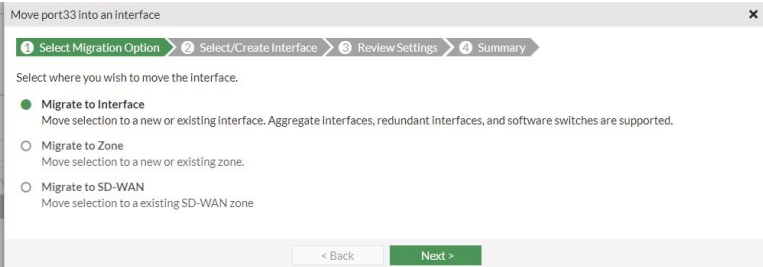 Move port33 into an interface
1 Select Migration Option 2 Select/Create Interface 3 Review Settings 4 Summary
Select where you wish to move the interface.
Migrate to Interface
Move selection to a new or existing interface. Aggregate interfaces, redundant interfaces, and software switches are supported.
Migrate to Zone
Move selection to a new or existing zone.
Migrate to SD-WAN
Move selection to a existing SD-WAN zone
< Back Next >